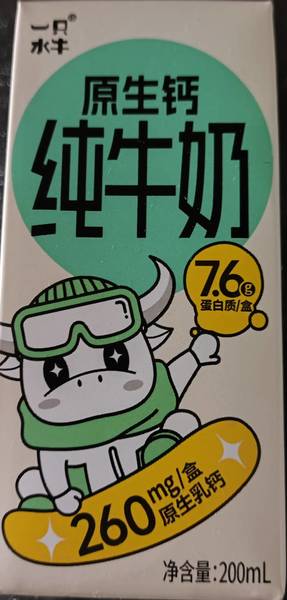 一只®
水牛
原生钙
纯牛奶
7.6g
蛋白质/盒
260mg/盒
原生乳钙
净含量:200mL